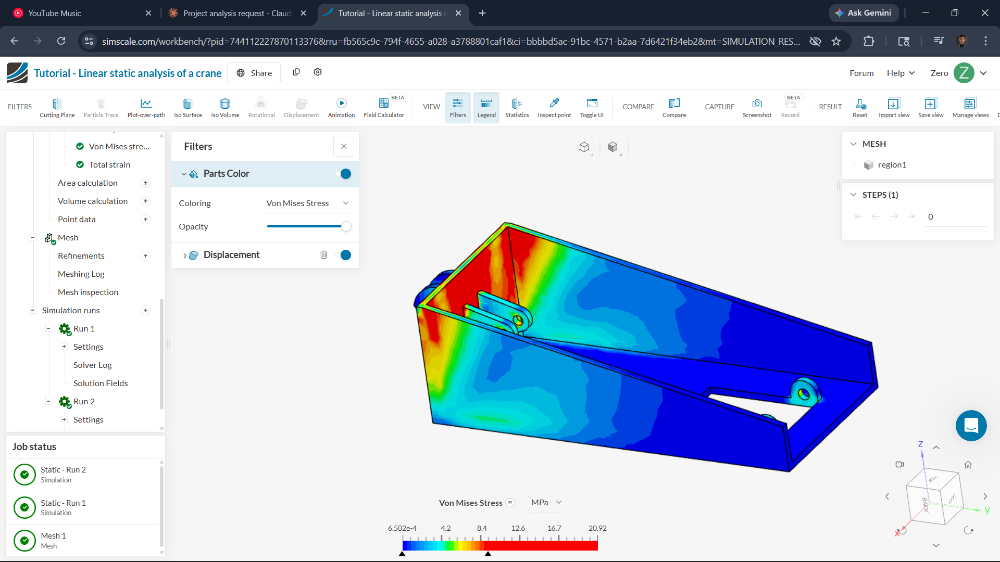 YouTube Music
Project analysis request - Claud
Tutorial - Linear static analysis c
Ask Gemini
simscale.com/workbench/?pid=744112227870113376&rru=fb565c9c-794f-4655-a028-a3788801caf1&ci=bbbbd5ac-91bc-4571-b2aa-7d6421f34eb2&mt=SIMULATION_RES...
Tutorial - Linear static analysis of a crane
Share
Forum
Help
Zero
Z
FILTERS
Cutting Plane
Particle Trace
Plot-over-path
Iso Surface
Iso Volume
Rotational
Displacement
Animation
BETA
Field Calculator
VIEW
Filters
Legend
Statistics
Inspect point
Toggle UI
COMPARE
Compare
CAPTURE
Screenshot
BETA
Record
RESULT
Reset
Import view
Save view
Manage views
Von Mises stre...
Total strain
Area calculation
Volume calculation
Point data
Mesh
Refinements
Meshing Log
Mesh inspection
Simulation runs
Run 1
Settings
Solver Log
Solution Fields
Run 2
Settings
Job status
Static - Run 2
Simulation
Static - Run 1
Simulation
Mesh 1
Mesh
Filters
Parts Color
Coloring
Von Mises Stress
Opacity
Displacement
MESH
region1
STEPS (1)
0
Von Mises Stress
MPa
6.502e-4 4.2 8.4 12.6 16.7 20.92
Z
TOP
BACK
LEFT
y
X